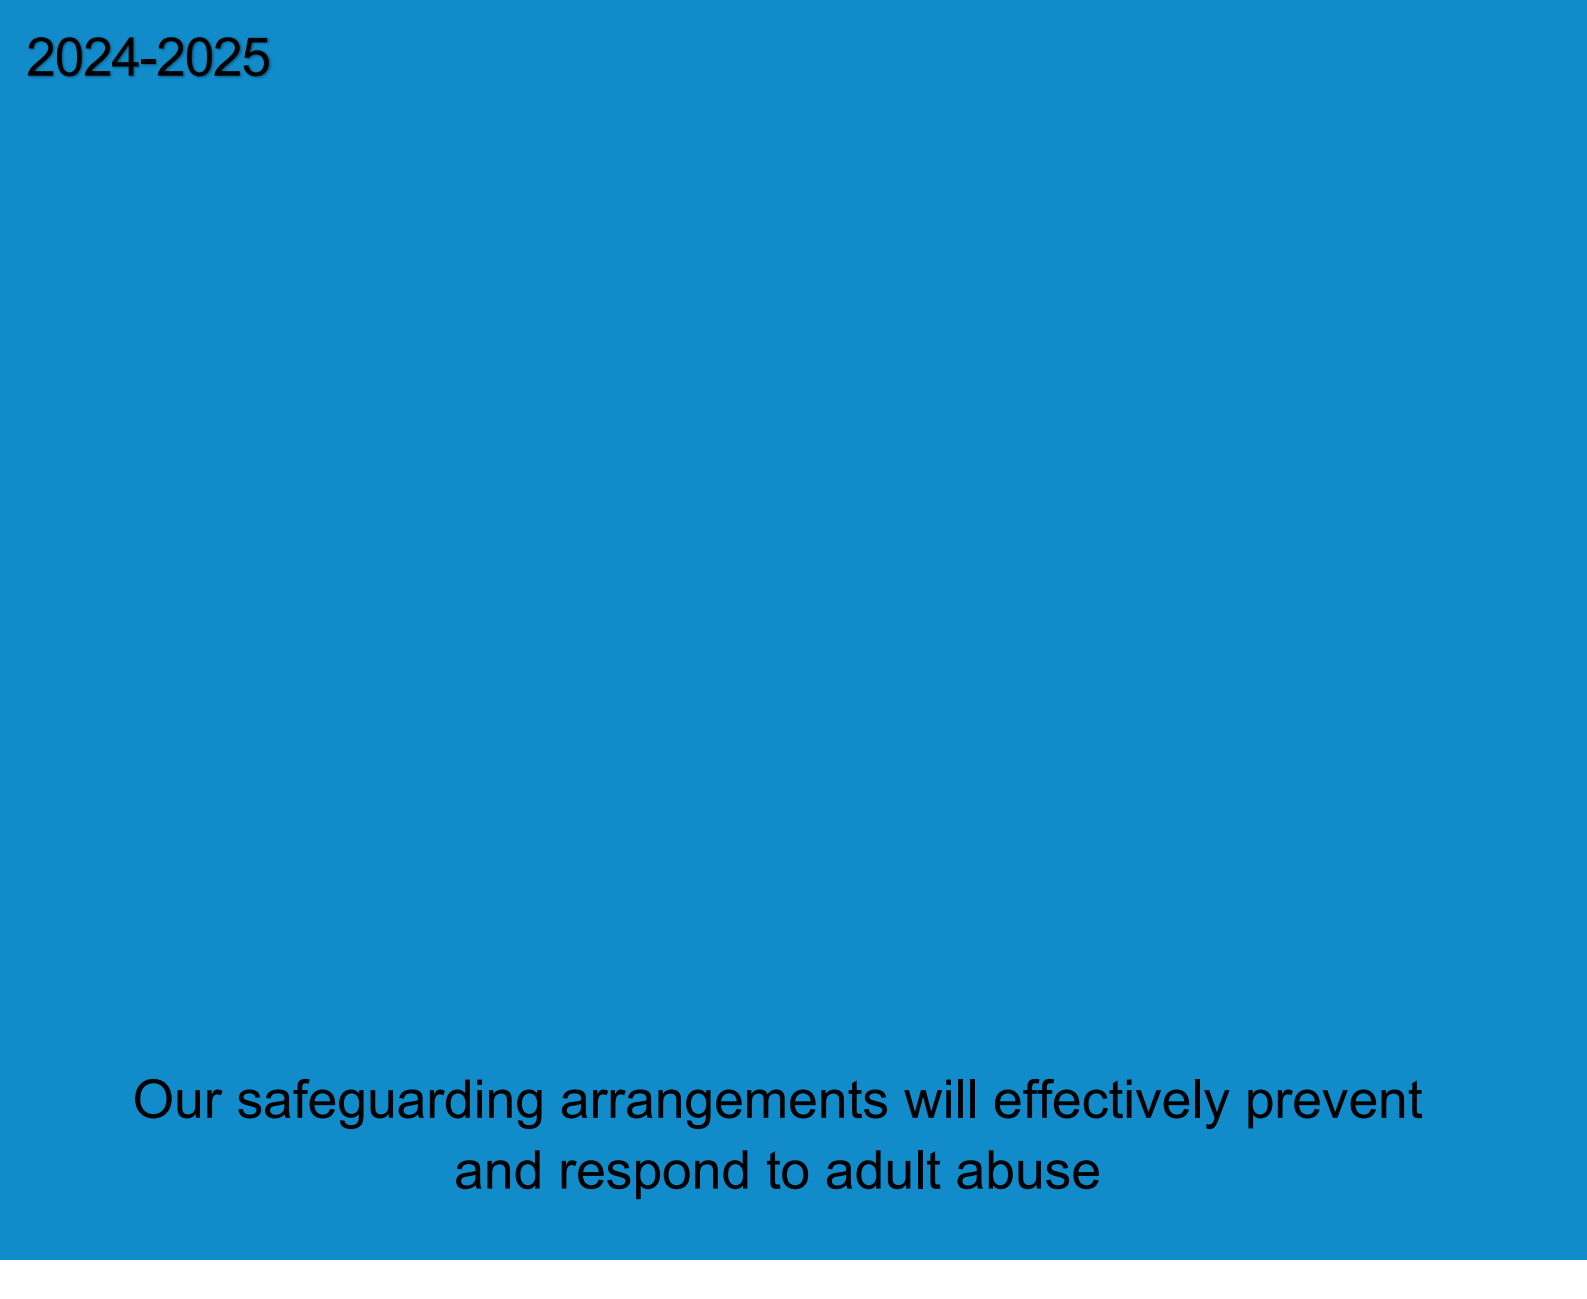 2024-2025
Our safeguarding arrangements will effectively prevent
and respond to adult abuse